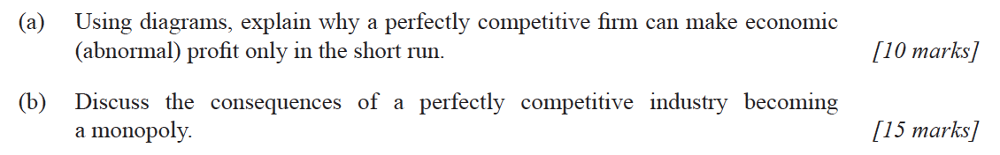 (a) Using diagrams, explain why a perfectly competitive firm can make economic
(abnormal) profit only in the short run. [10 marks]
(b) Discuss the consequences of a perfectly competitive industry becoming
a monopoly. [15 marks]